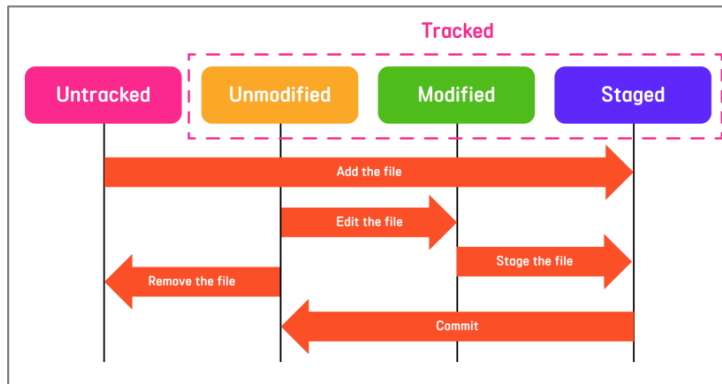 Tracked
Untracked
Unmodified
Modified
Staged
Add the file
Edit the file
Stage the file
Remove the file
Commit